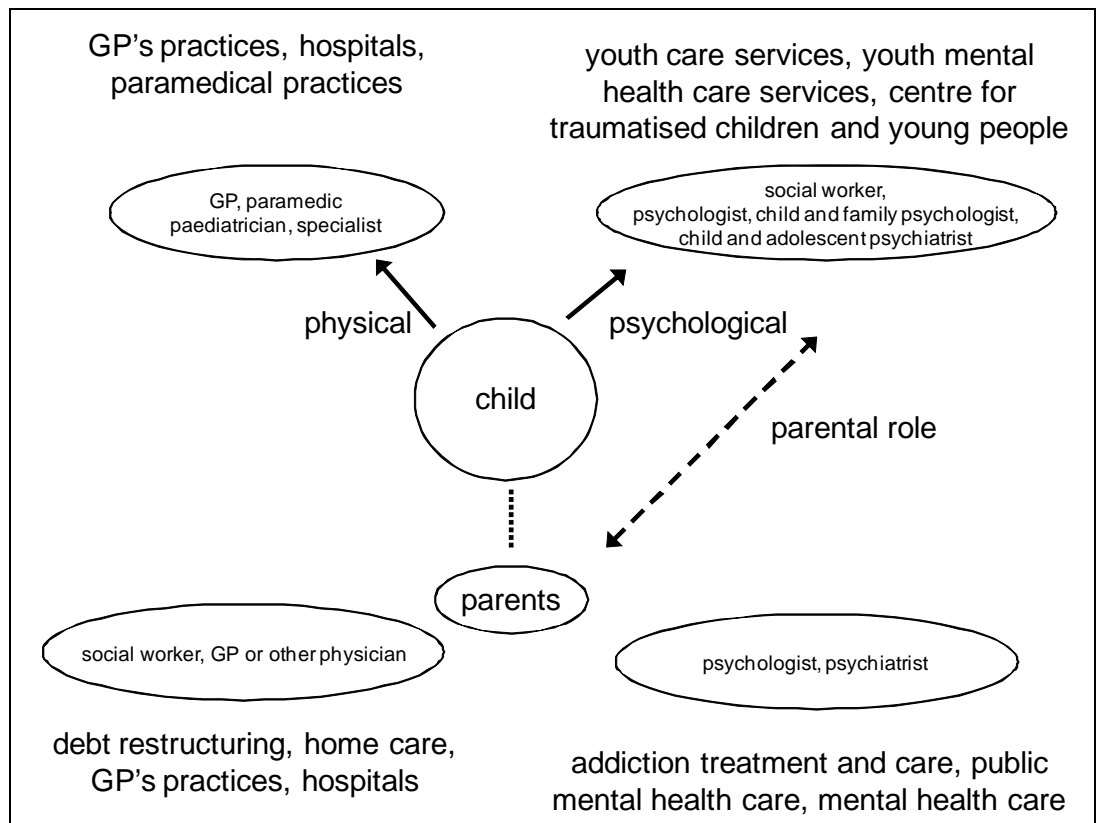 GP's practices, hospitals,
paramedical practices
youth care services, youth mental
health care services, centre for
traumatised children and young people
GP, paramedic
paediatrician, specialist
social worker,
psychologist, child and family psychologist,
child and adolescent psychiatrist
physical
psychological
child
parental role
parents
social worker, GP or other physician
psychologist, psychiatrist
debt restructuring, home care,
GP's practices, hospitals
addiction treatment and care, public
mental health care, mental health care